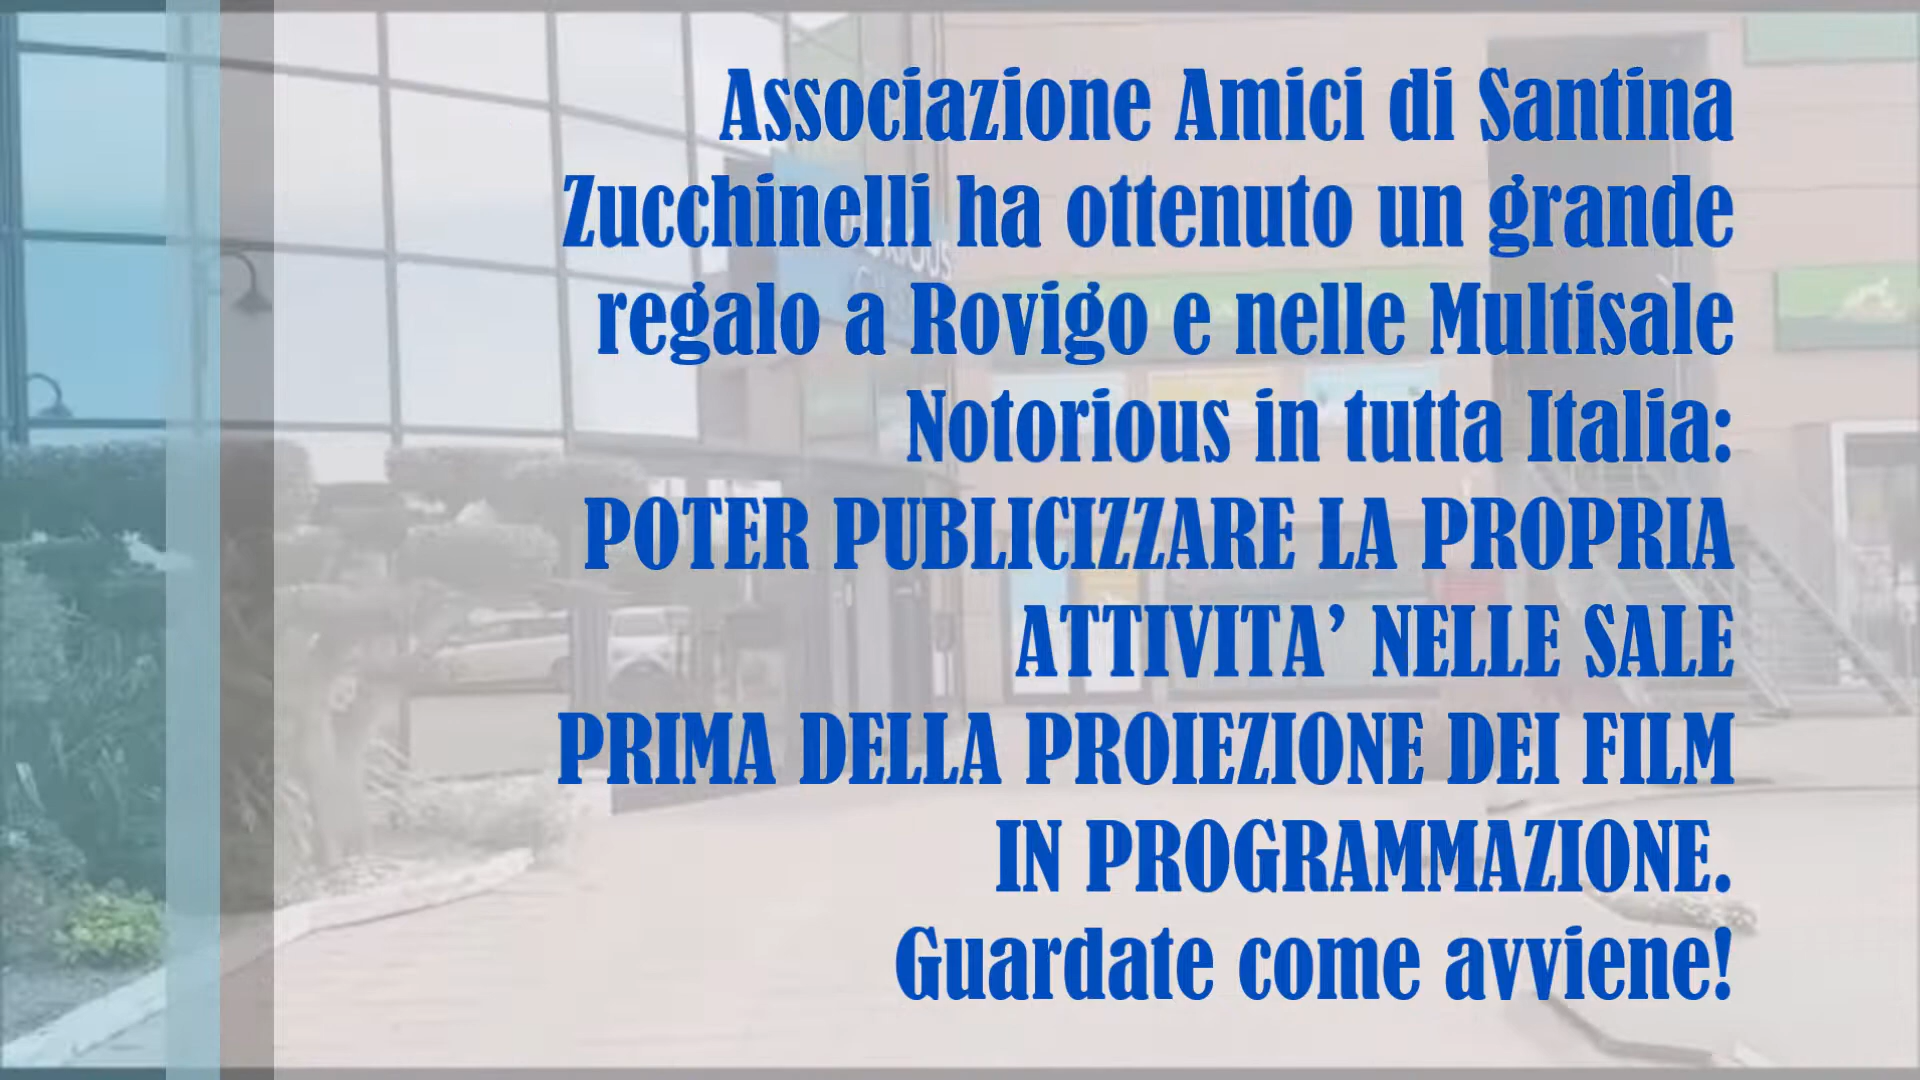 Associazione Amici di Santina
Zucchinelli ha ottenuto un grande
regalo a Rovigo e nelle Multisale
Notorious in tutta Italia:
POTER PUBLICIZZARE LA PROPRIA
ATTIVITA’ NELLE SALE
PRIMA DELLA PROIEZIONE DEI FILM
IN PROGRAMMAZIONE.
Guardate come avviene!